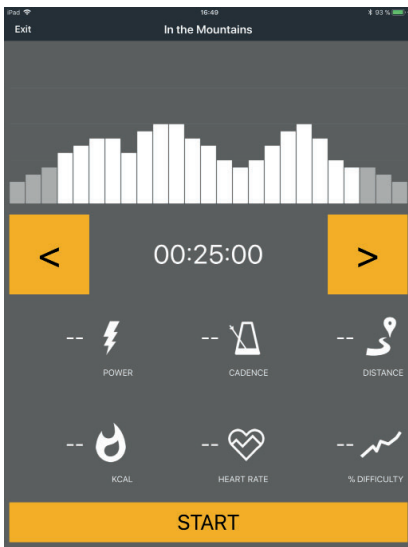 iPad 16:49 93 %
Exit In the Mountains
< 00:25:00 >
-- -- --
POWER CADENCE DISTANCE
-- -- --
KCAL HEART RATE % DIFFICULTY
START